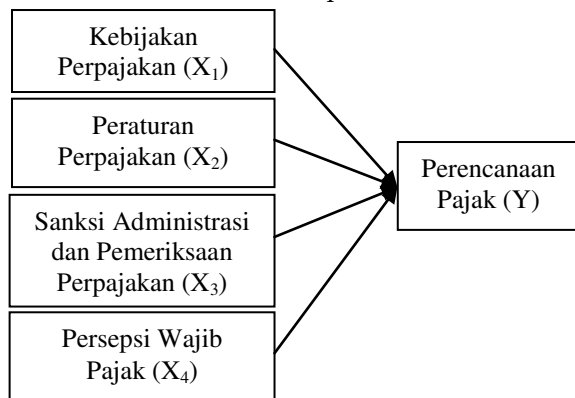 Kebijakan
Perpajakan (X₁)
Peraturan
Perpajakan (X₂)
Sanksi Administrasi
dan Pemeriksaan
Perpajakan (X₃)
Persepsi Wajib
Pajak (X₄)
Perencanaan
Pajak (Y)